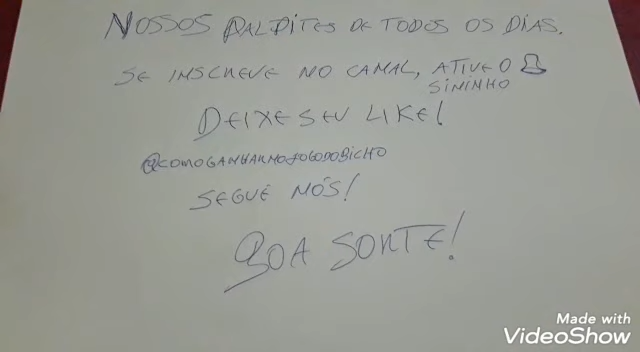 NOSSOS PALPITES DE TODOS OS DIAS.
SE INSCREVE NO CAMAL, ATIVE O
SININHO
DEIXE SEU LIKE!
@COMOGANHARNOJOGODOBICHO
SEGUE NÓS!
BOA SORTE!
Made with
VideoShow